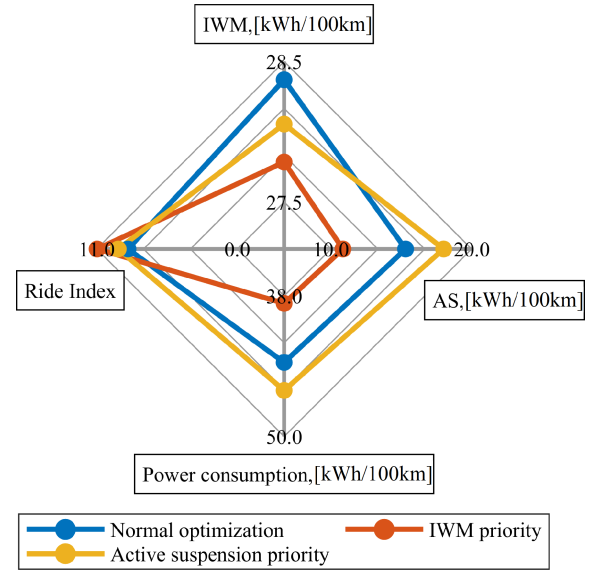 IWM,[kWh/100km]
28.5
27.5
11.0
0.0
10.0
20.0
Ride Index
AS,[kWh/100km]
38.0
50.0
Power consumption,[kWh/100km]
Normal optimization
IWM priority
Active suspension priority